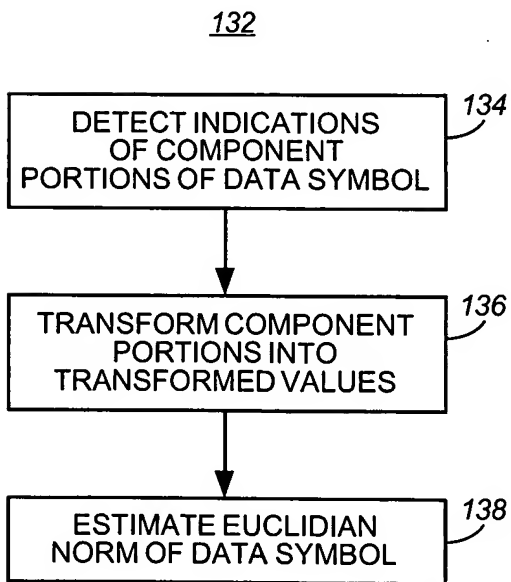 132
DETECT INDICATIONS
OF COMPONENT
PORTIONS OF DATA SYMBOL
134
TRANSFORM COMPONENT
PORTIONS INTO
TRANSFORMED VALUES
136
ESTIMATE EUCLIDIAN
NORM OF DATA SYMBOL
138